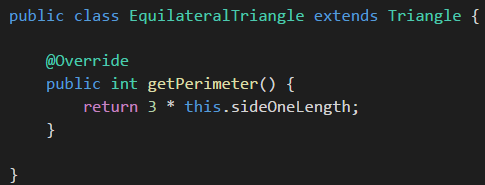 public class EquilateralTriangle extends Triangle {
@Override
public int getPerimeter() {
return 3 * this.sideOneLength;
}
}